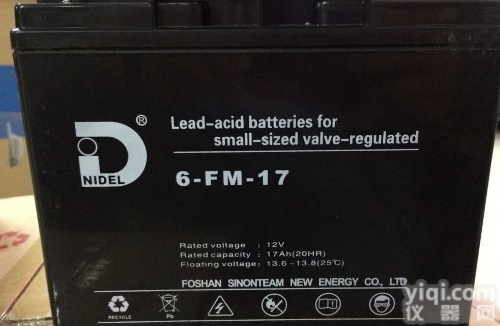 ®
NIDEL
Lead-acid batteries for
small-sized valve-regulated
6-FM-17
Rated voltage : 12V
Rated capacity : 17Ah(20HR)
Floating voltage : 13.6-13.8(25℃)
FOSHAN SINONTEAM NEW ENERGY CO., LTD
RECYCLE
Pb
yiqi.com
仪器网